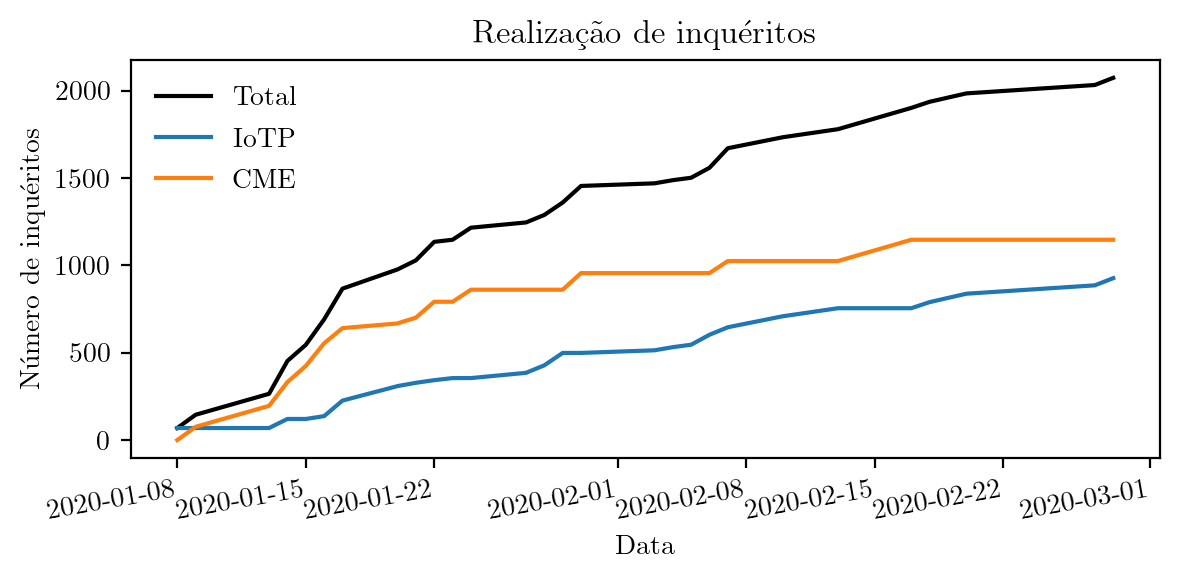 Realização de inquéritos
Número de inquéritos
2000
1500
1000
500
0
Total
IoTP
CME
2020-01-08
2020-01-15
2020-01-22
2020-02-01
2020-02-08
2020-02-15
2020-02-22
2020-03-01
Data